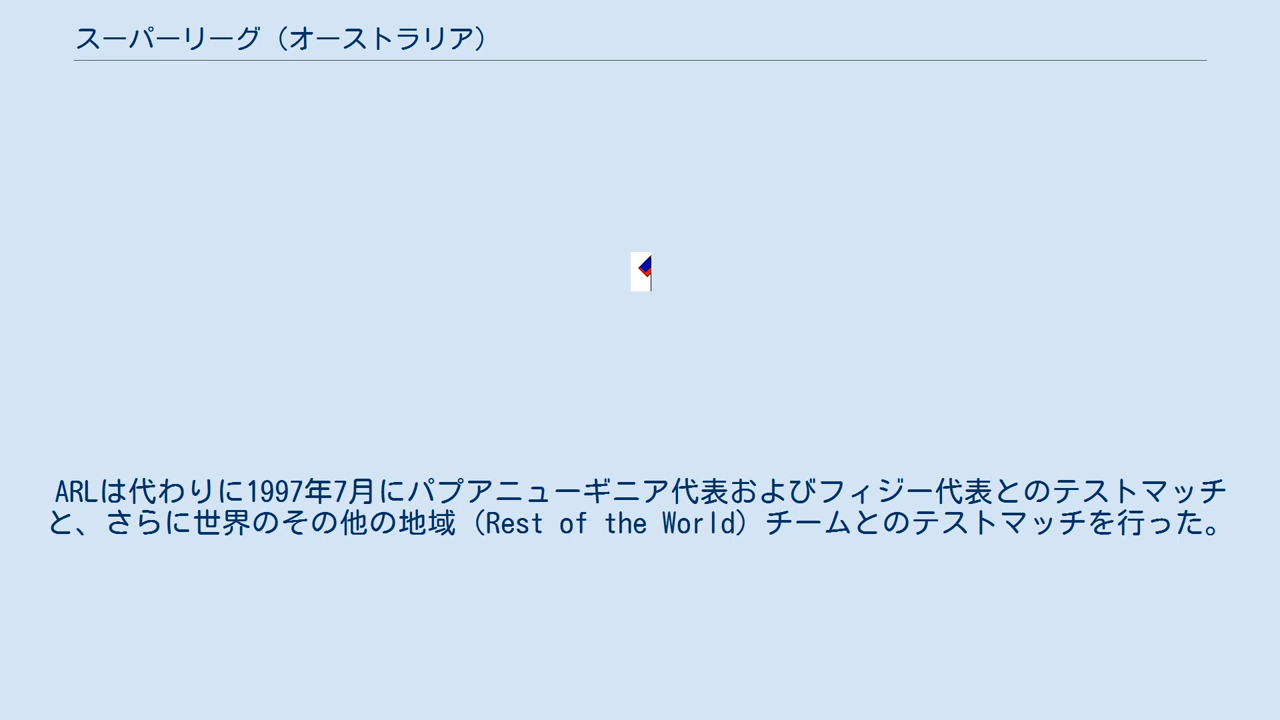 スーパーリーグ（オーストラリア）
ARLは代わりに1997年7月にパプアニューギニア代表およびフィジー代表とのテストマッチ
と、さらに世界のその他の地域（Rest of the World）チームとのテストマッチを行った。